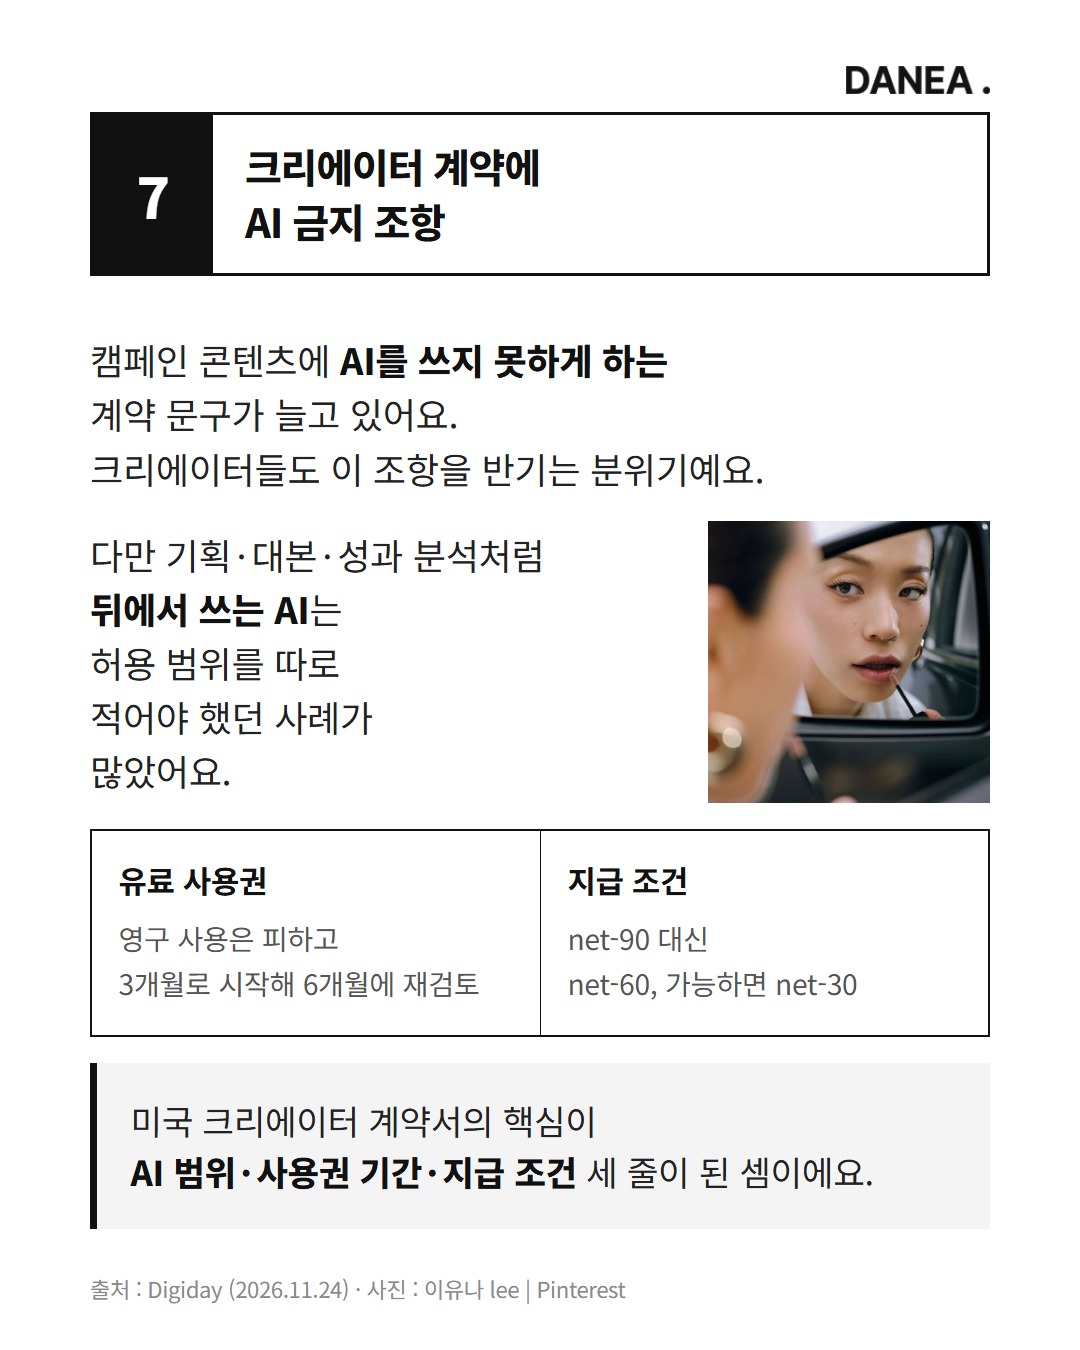 DANEA .
7
크리에이터 계약에
AI 금지 조항
캠페인 콘텐츠에 AI를 쓰지 못하게 하는
계약 문구가 늘고 있어요.
크리에이터들도 이 조항을 반기는 분위기예요.
다만 기획·대본·성과 분석처럼
뒤에서 쓰는 AI는
허용 범위를 따로
적어야 했던 사례가
많았어요.
유료 사용권
영구 사용은 피하고
3개월로 시작해 6개월에 재검토
지급 조건
net-90 대신
net-60, 가능하면 net-30
미국 크리에이터 계약서의 핵심이
AI 범위·사용권 기간·지급 조건 세 줄이 된 셈이에요.
출처 : Digiday (2026.11.24) · 사진 : 이유나 lee | Pinterest